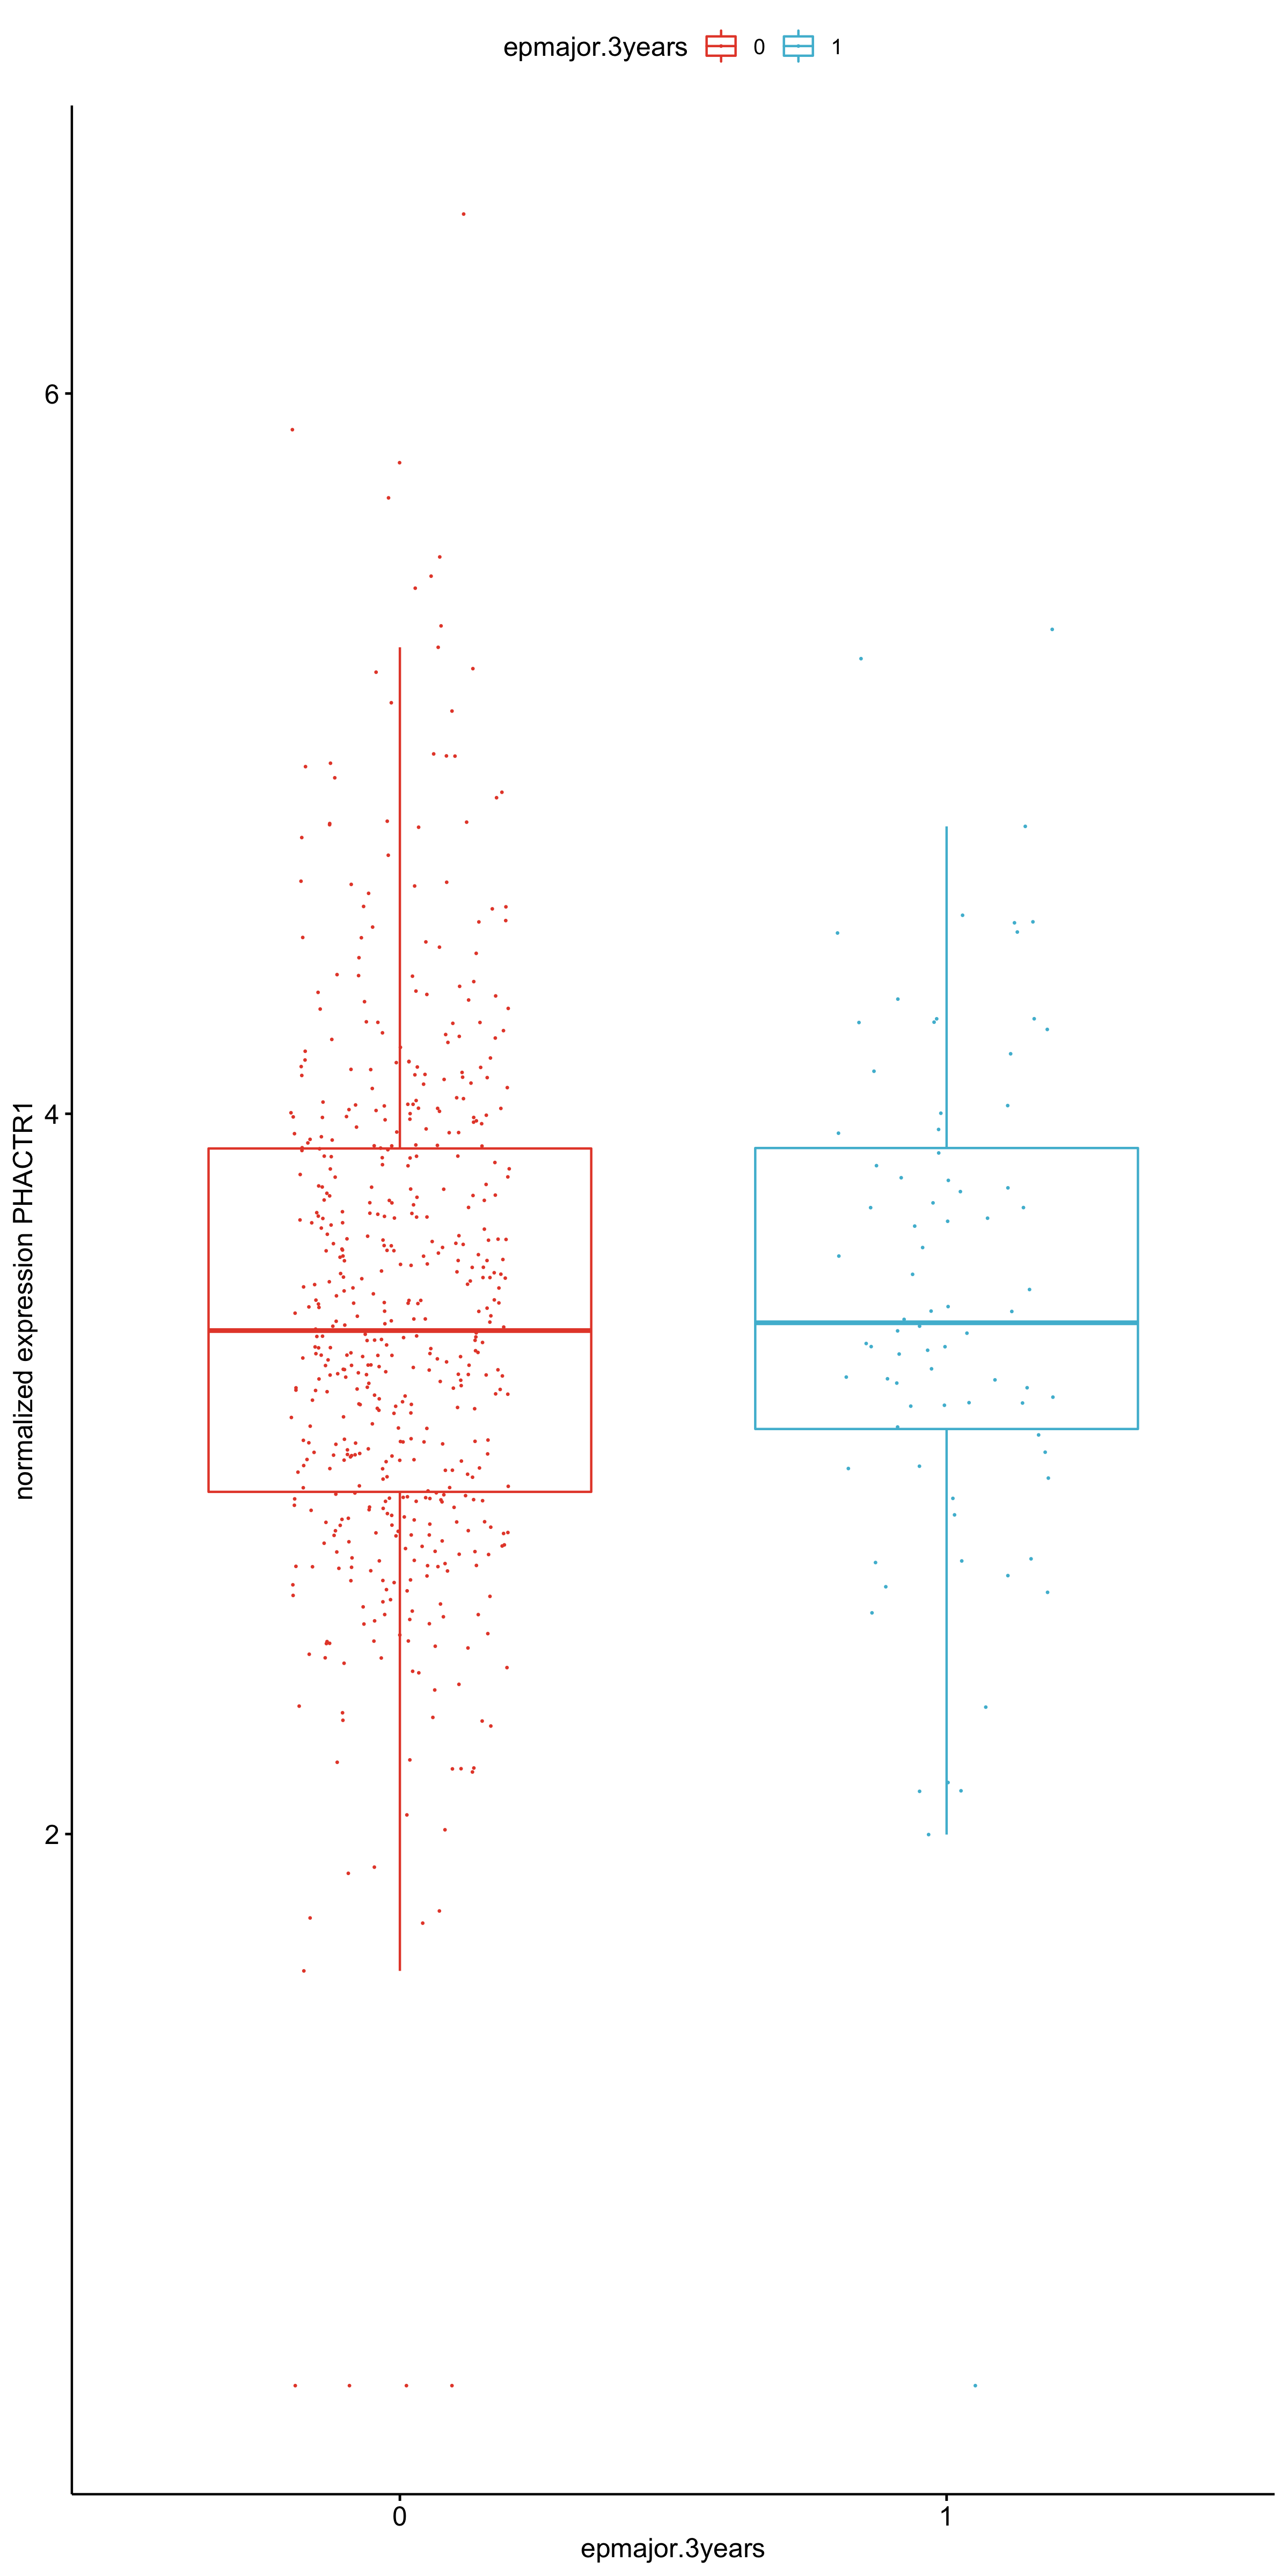 epmajor.3years 0 1
normalized expression PHACTR1
6
4
2
0 1
epmajor.3years